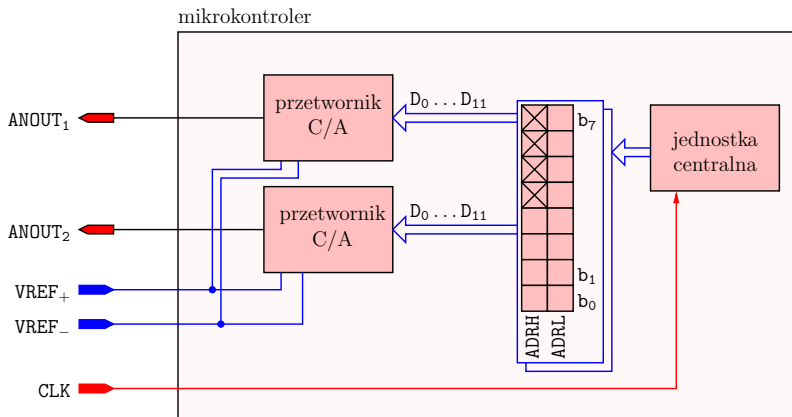 mikrokontroler
przetwornik
C/A
D₀ ... D₁₁
ANOUT₁
b₇
jednostka
centralna
przetwornik
C/A
D₀ ... D₁₁
ANOUT₂
b₁
b₀
VREF₊
VREF₋
ADRH
ADRL
CLK